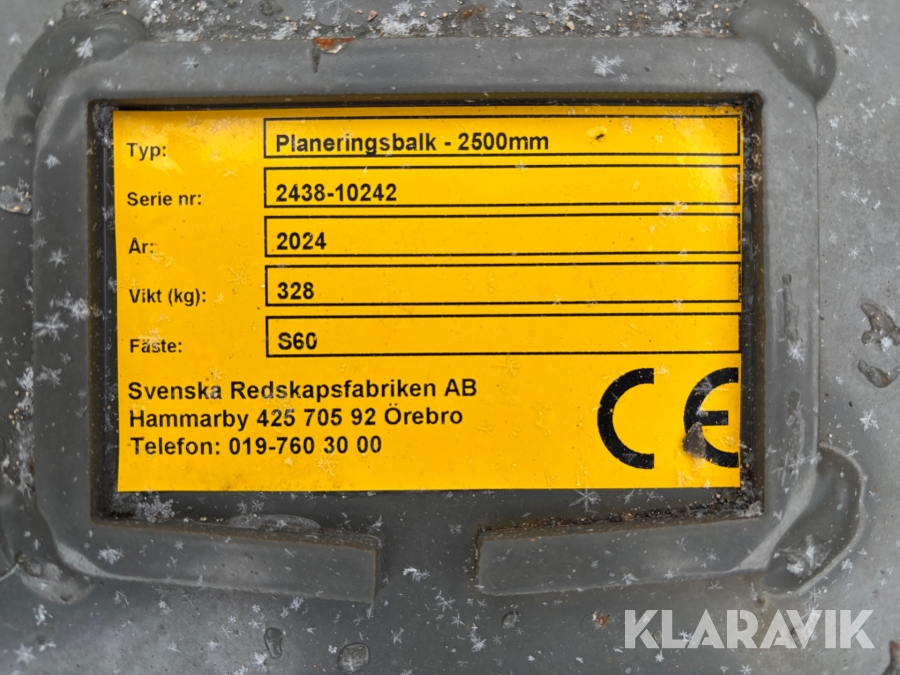 Typ: Planeringsbalk - 2500mm
Serie nr: 2438-10242
År: 2024
Vikt (kg): 328
Fäste: S60
Svenska Redskapsfabriken AB
Hammarby 425 705 92 Örebro
Telefon: 019-760 30 00
CE
KLARAVIK